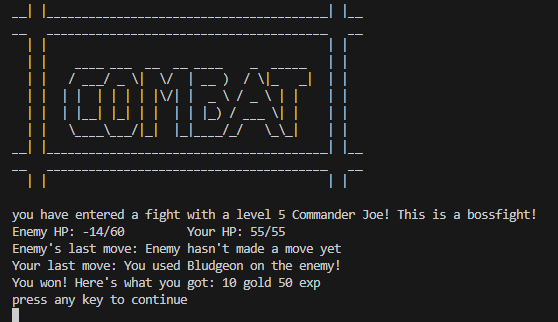 COMBAT
you have entered a fight with a level 5 Commander Joe! This is a bossfight!
Enemy HP: -14/60 Your HP: 55/55
Enemy's last move: Enemy hasn't made a move yet
Your last move: You used Bludgeon on the enemy!
You won! Here's what you got: 10 gold 50 exp
press any key to continue